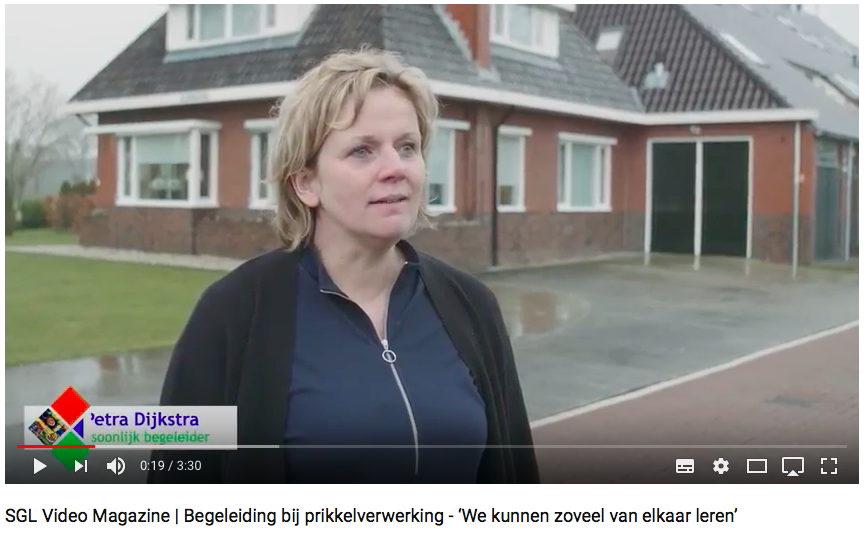 Petra Dijkstra
soonlijk begeleider
0:19 / 3:30
SGL Video Magazine | Begeleiding bij prikkelverwerking - ‘We kunnen zoveel van elkaar leren’